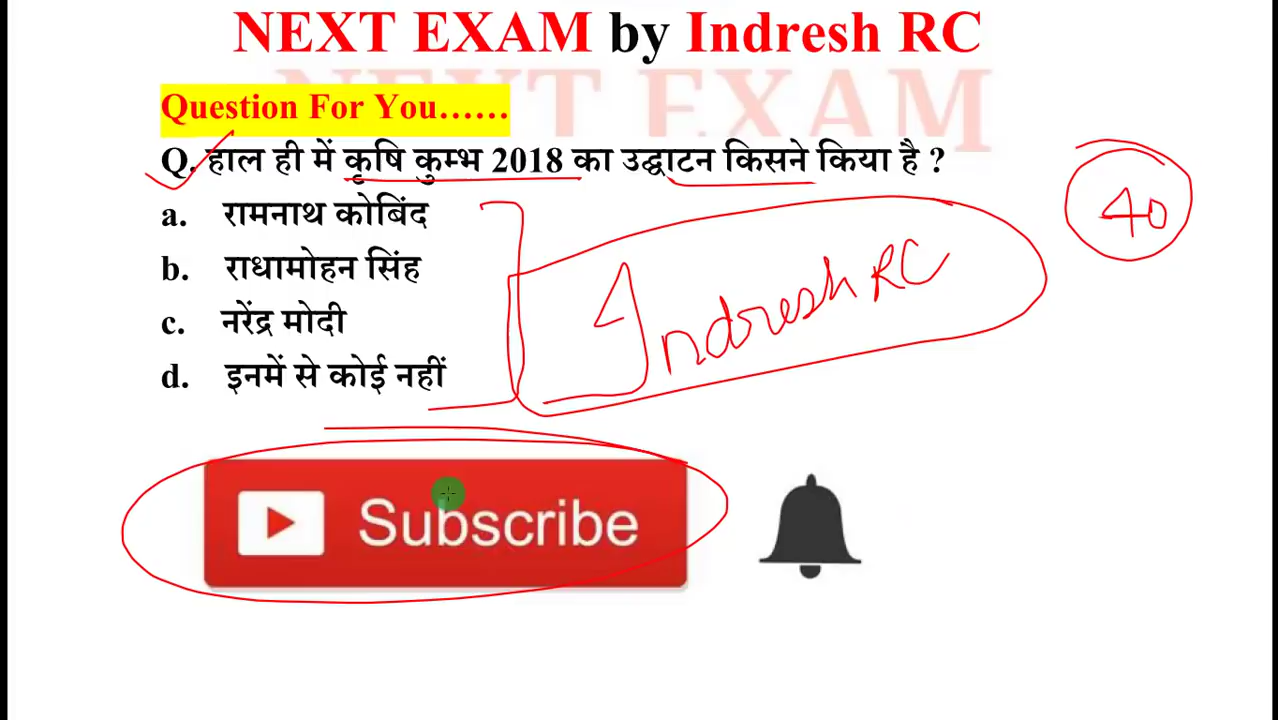 NEXT EXAM by Indresh RC
NEXT EXAM
Question For You......
Q. हाल ही में कृषि कुम्भ 2018 का उद्घाटन किसने किया है ?
40
a. रामनाथ कोबिंद
b. राधामोहन सिंह
Indresh RC
c. नरेंद्र मोदी
d. इनमें से कोई नहीं
Subscribe